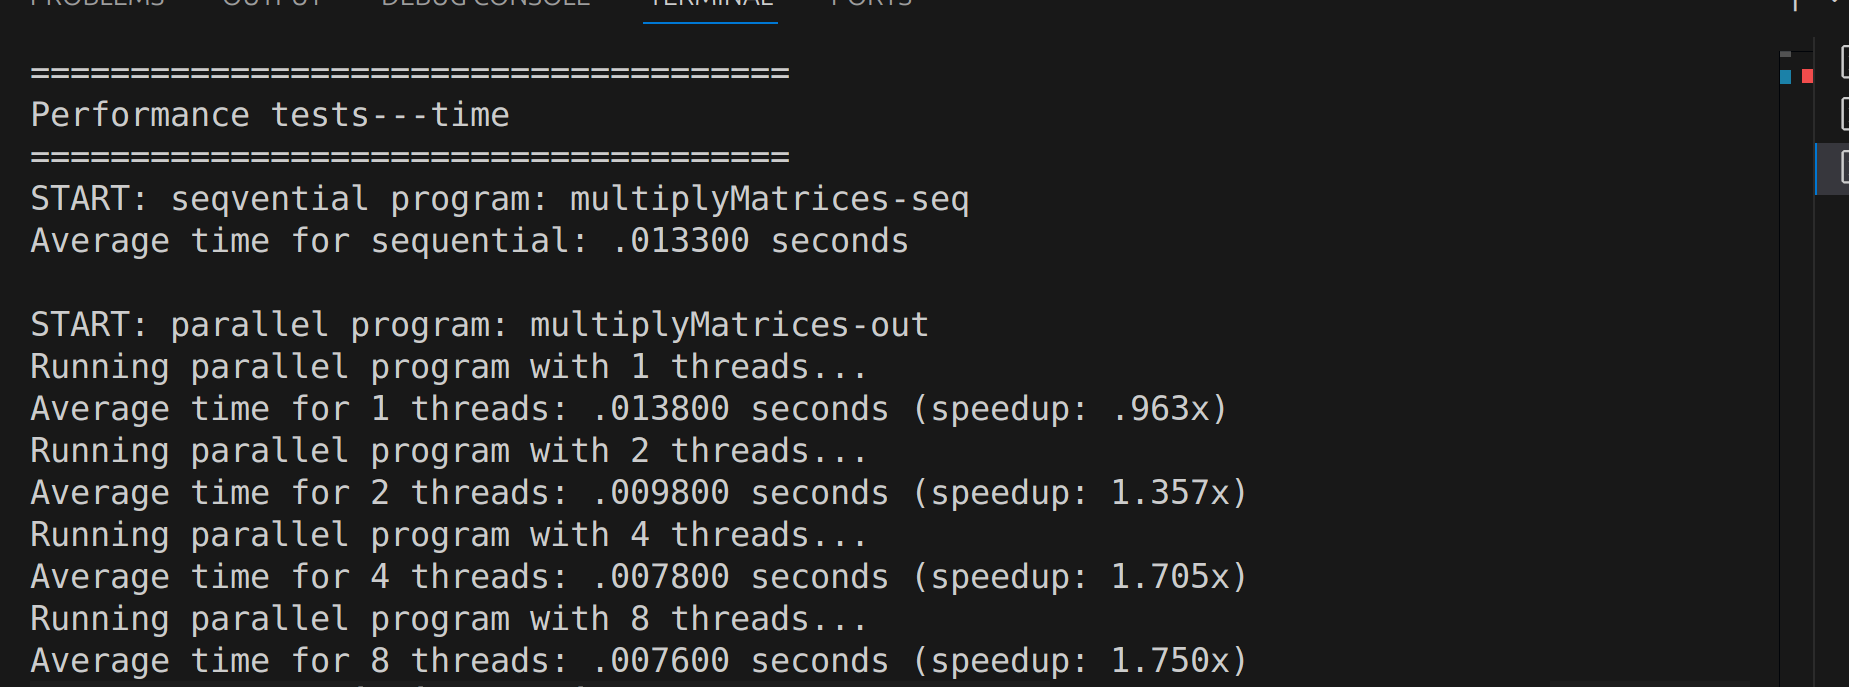 PROBLEMS OUTPUT DEBUG CONSOLE TERMINAL PORTS
======================================
Performance tests---time
======================================
START: seqvential program: multiplyMatrices-seq
Average time for sequential: .013300 seconds
START: parallel program: multiplyMatrices-out
Running parallel program with 1 threads...
Average time for 1 threads: .013800 seconds (speedup: .963x)
Running parallel program with 2 threads...
Average time for 2 threads: .009800 seconds (speedup: 1.357x)
Running parallel program with 4 threads...
Average time for 4 threads: .007800 seconds (speedup: 1.705x)
Running parallel program with 8 threads...
Average time for 8 threads: .007600 seconds (speedup: 1.750x)